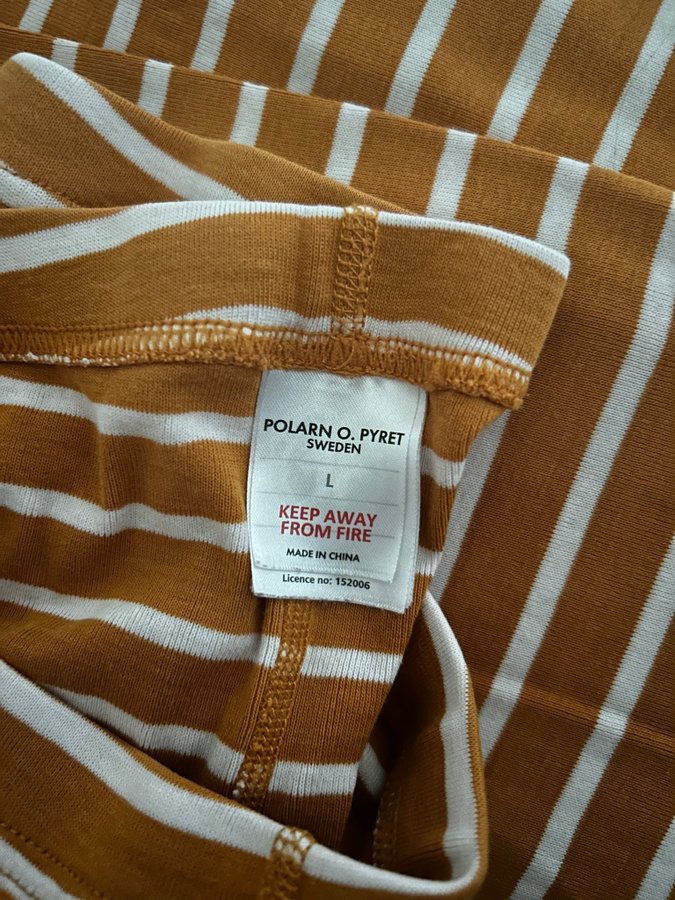 POLARN O. PYRET
SWEDEN
L
KEEP AWAY
FROM FIRE
MADE IN CHINA
Licence no: 152006